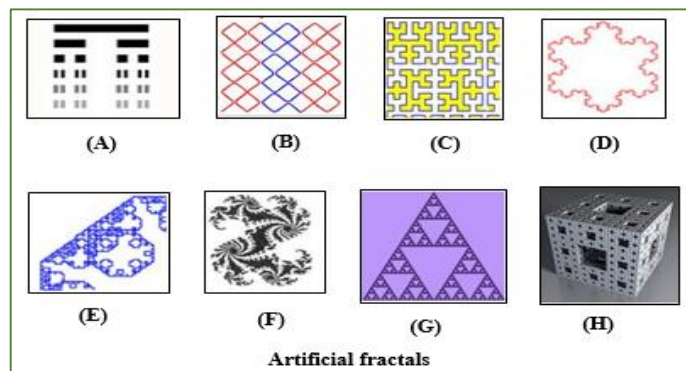 (A) (B) (C) (D)
(E) (F) (G) (H)
Artificial fractals